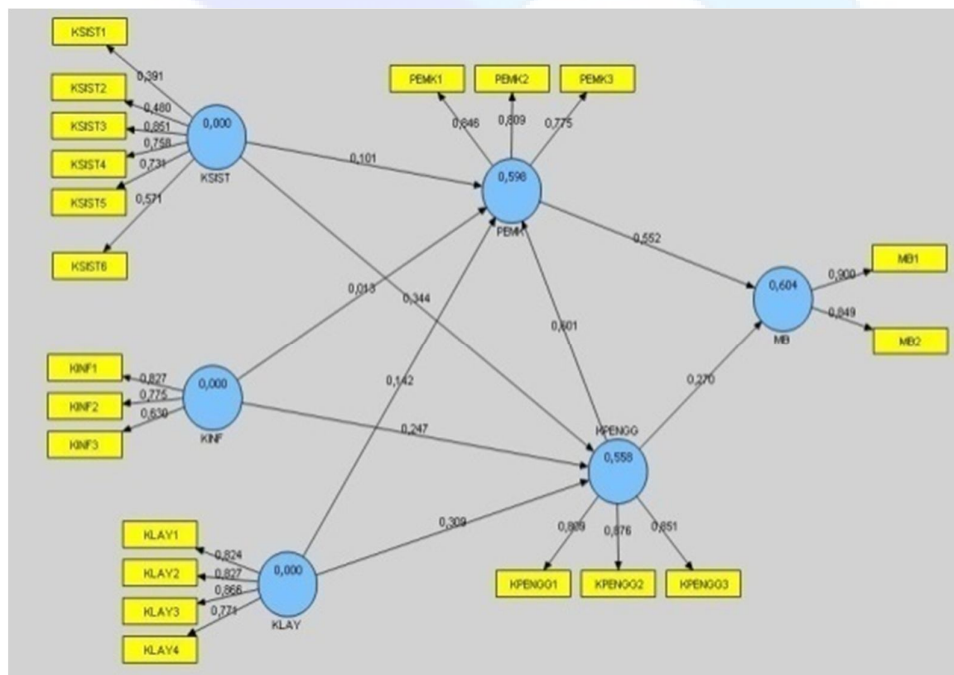 KSIST1
0,391
KSIST2
0,480
KSIST3
0,851
KSIST4
0,758
KSIST5
0,731
KSIST6
0,571
0,000
KSIST
PEMK1
PEMK2
PEMK3
0,846
0,809
0,775
0,101
0,598
PEMK
0,552
0,013
0,344
0,601
0,142
MB1
0,900
0,604
MB
0,849
MB2
0,270
KINF1
0,827
KINF2
0,775
KINF3
0,630
0,000
KINF
0,247
KPENGG
0,558
0,309
KLAY1
0,824
KLAY2
0,827
KLAY3
0,866
KLAY4
0,771
0,000
KLAY
0,876
0,851
KPENGG1
KPENGG2
KPENGG3